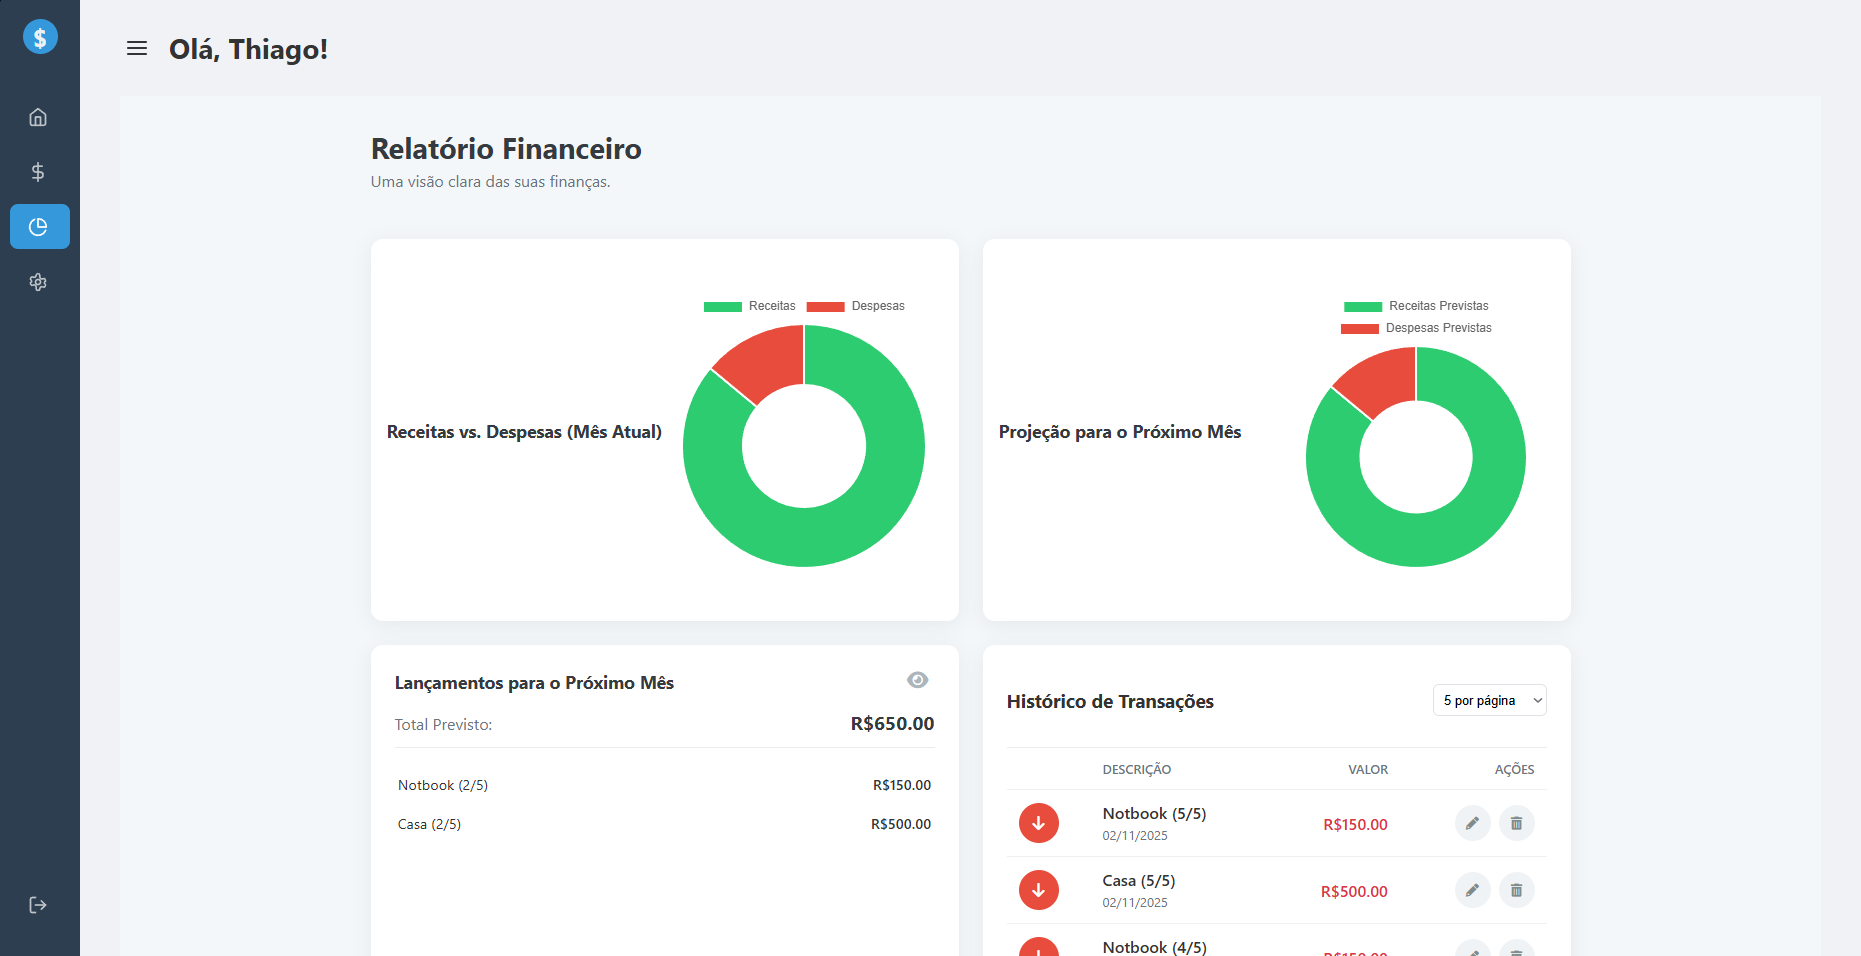 $
Olá, Thiago!
Relatório Financeiro
Uma visão clara das suas finanças.
Receitas Despesas
Receitas vs. Despesas (Mês Atual)
Receitas Previstas
Despesas Previstas
Projeção para o Próximo Mês
Lançamentos para o Próximo Mês
Total Previsto: R$650.00
Notbook (2/5) R$150.00
Casa (2/5) R$500.00
Histórico de Transações 5 por página
DESCRIÇÃO VALOR AÇÕES
Notbook (5/5)
02/11/2025
R$150.00
Casa (5/5)
02/11/2025
R$500.00
Notbook (4/5)
R$150.00